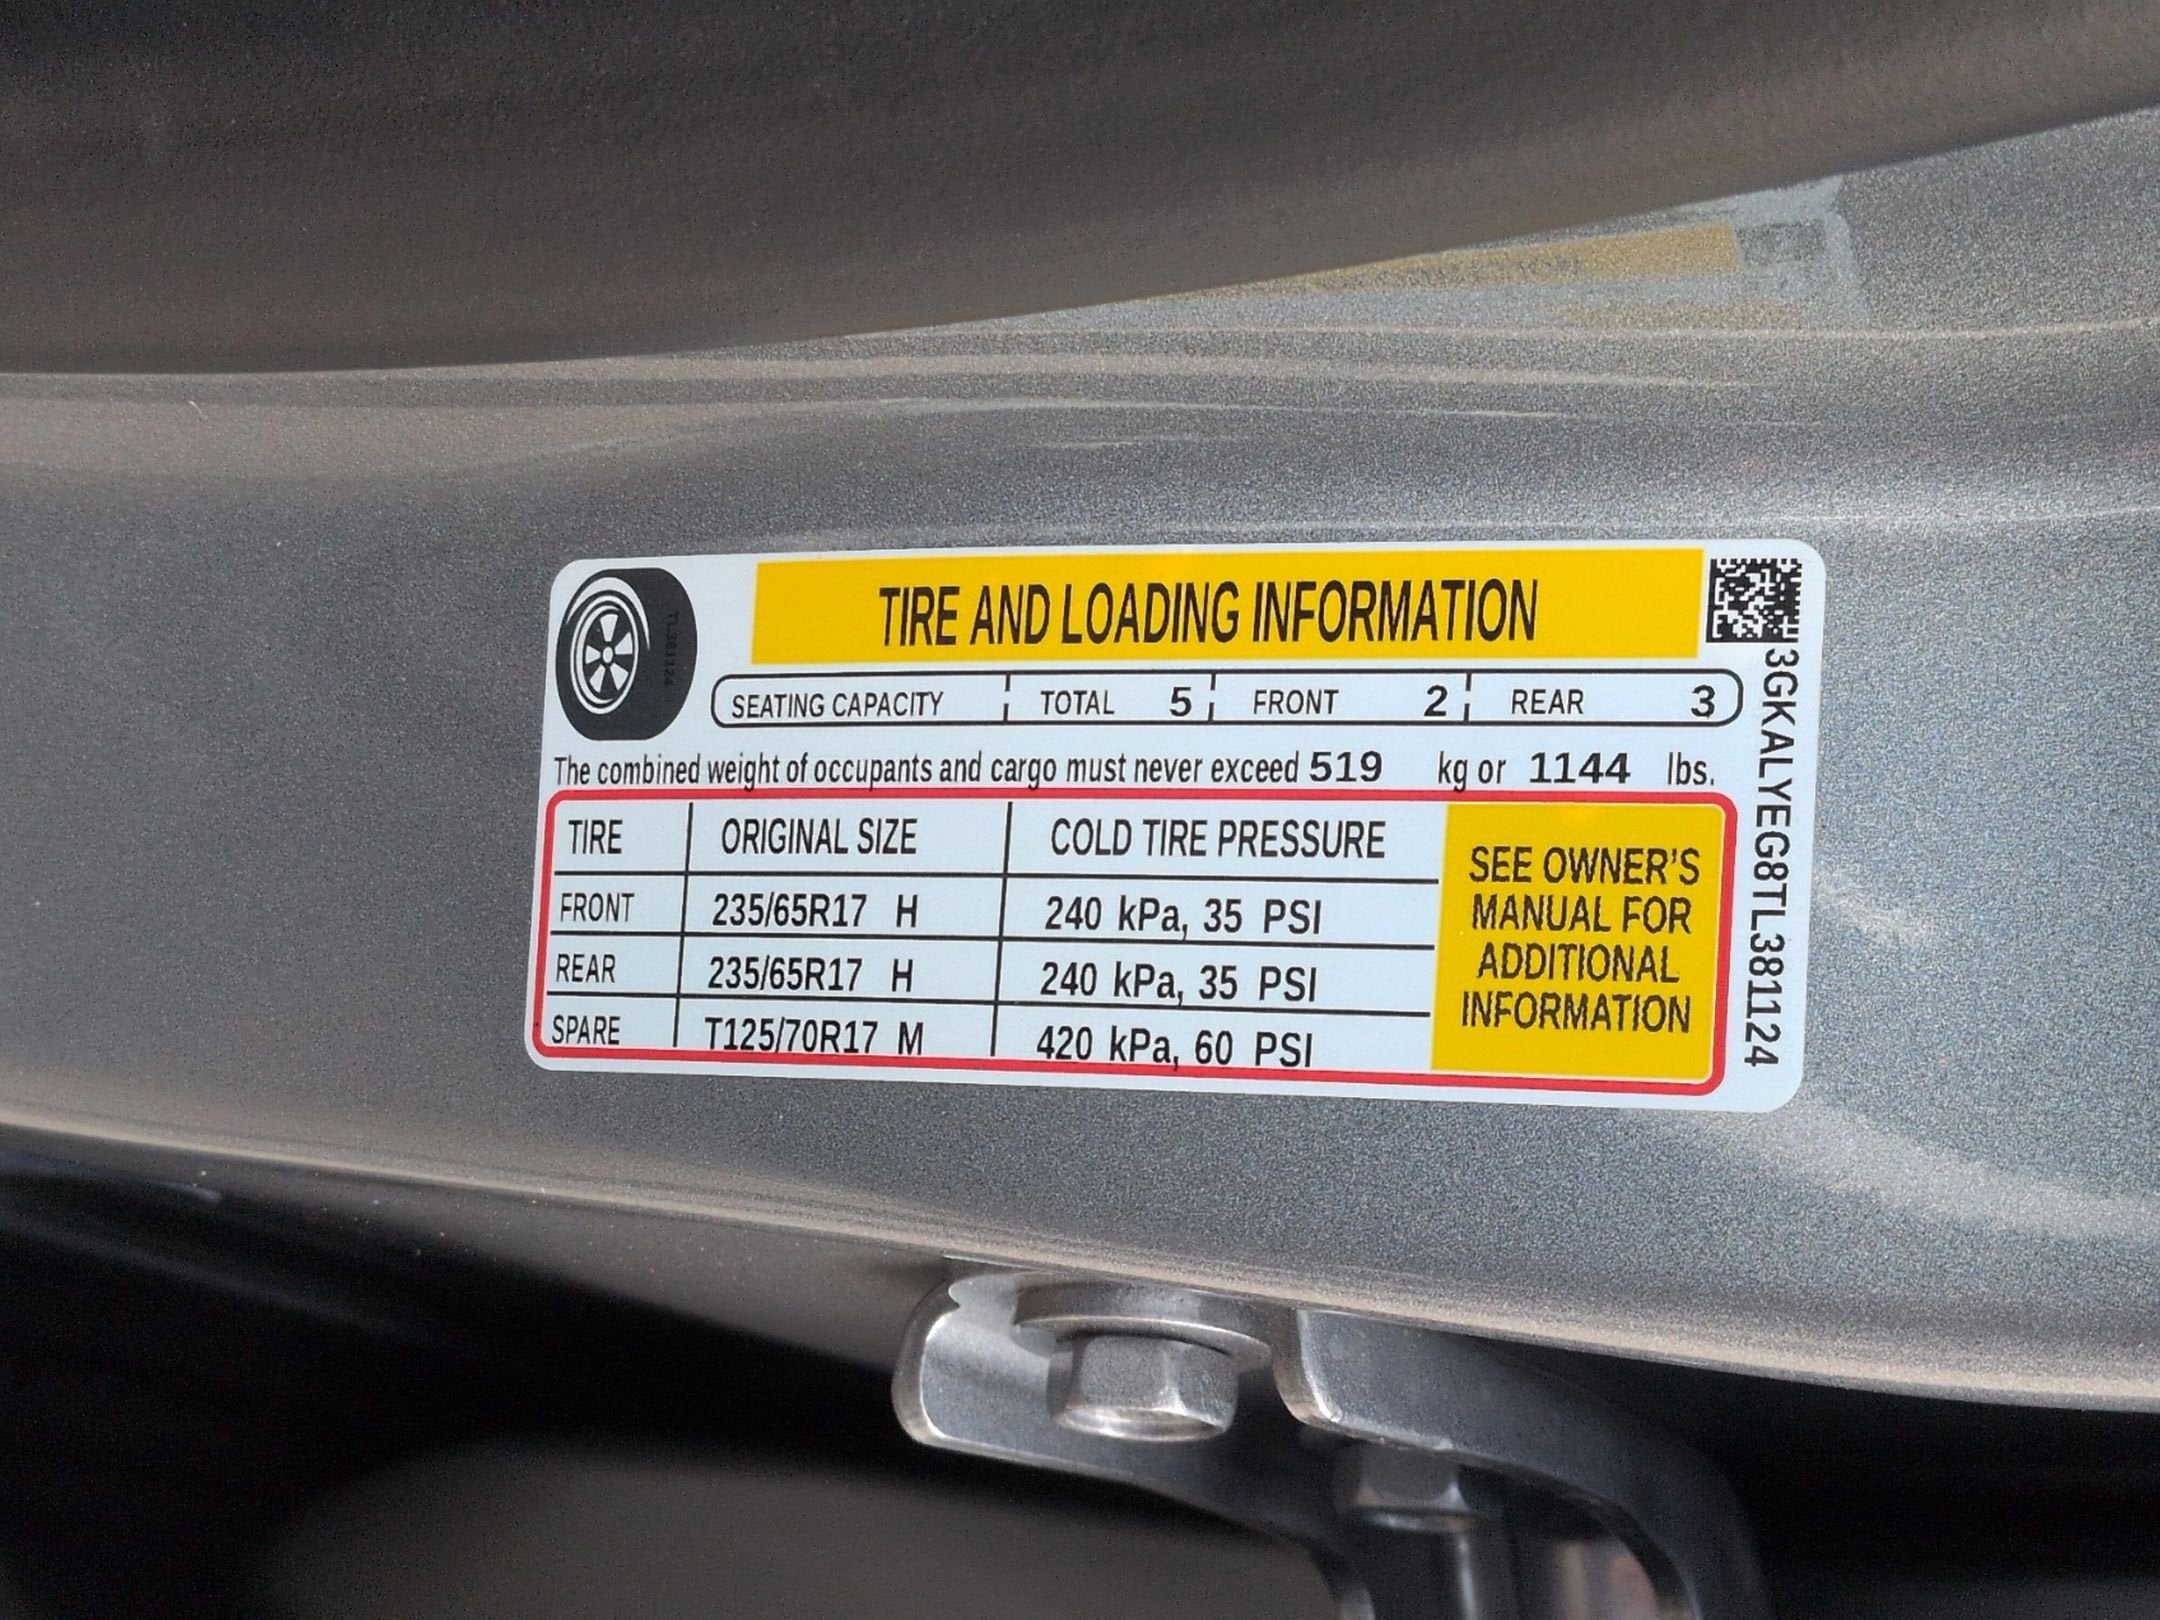 TIRE AND LOADING INFORMATION
SEATING CAPACITY TOTAL 5 FRONT 2 REAR 3
The combined weight of occupants and cargo must never exceed 519 kg or 1144 lbs.
TIRE ORIGINAL SIZE COLD TIRE PRESSURE
FRONT 235/65R17 H 240 kPa, 35 PSI
REAR 235/65R17 H 240 kPa, 35 PSI
SPARE T125/70R17 M 420 kPa, 60 PSI
SEE OWNER'S
MANUAL FOR
ADDITIONAL
INFORMATION
3GKALYEG8TL381124
TL381124